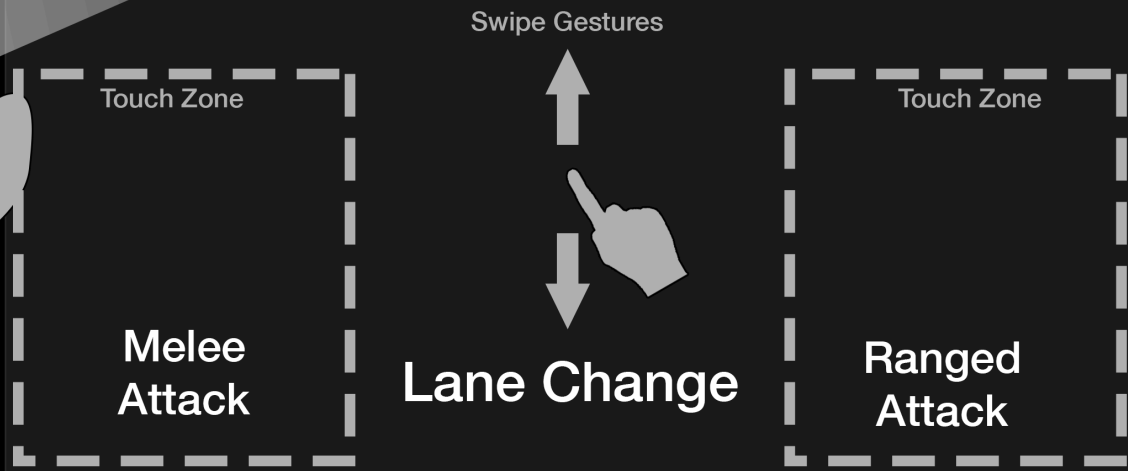 Swipe Gestures
Touch Zone
Touch Zone
Melee
Attack
Lane Change
Ranged
Attack